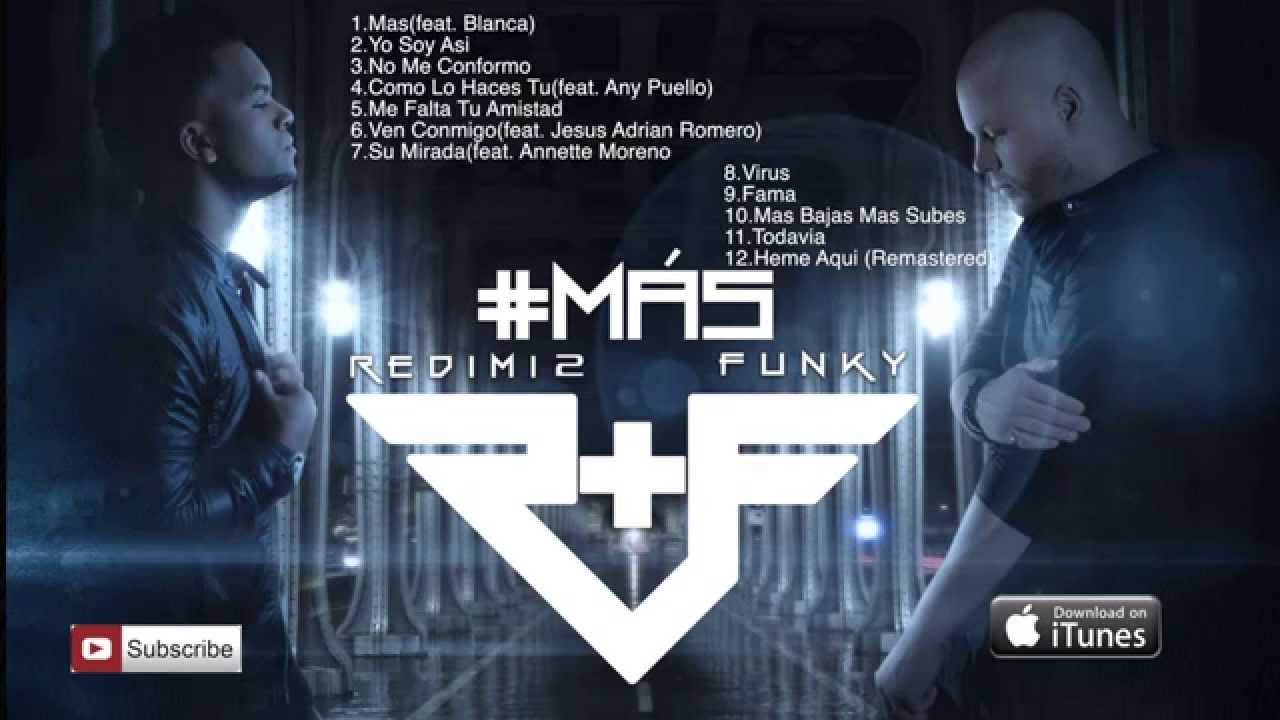 1.Mas(feat. Blanca)
2.Yo Soy Asi
3.No Me Conformo
4.Como Lo Haces Tu(feat. Any Puello)
5.Me Falta Tu Amistad
6.Ven Conmigo(feat. Jesus Adrian Romero)
7.Su Mirada(feat. Annette Moreno
8.Virus
9.Fama
10.Mas Bajas Mas Subes
11.Todavia
12.Heme Aqui (Remastered)
#MÁS
REDIMI2 FUNKY
R+F
Subscribe
Download on
iTunes